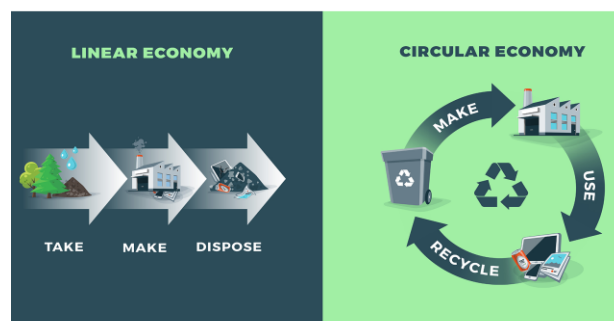 LINEAR ECONOMY
TAKE
MAKE
DISPOSE
CIRCULAR ECONOMY
MAKE
USE
RECYCLE